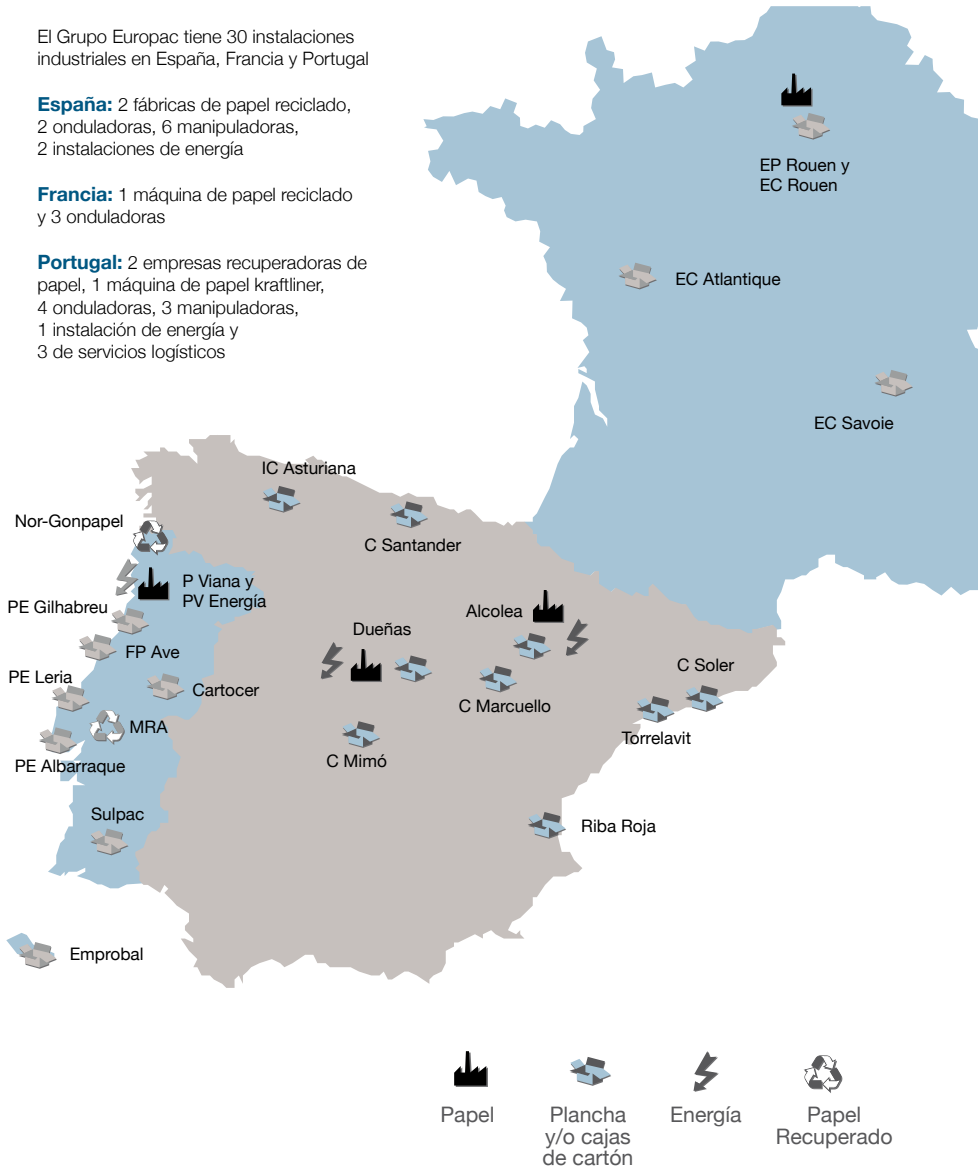 El Grupo Europac tiene 30 instalaciones
industriales en España, Francia y Portugal
España: 2 fábricas de papel reciclado,
2 onduladoras, 6 manipuladoras,
2 instalaciones de energía
Francia: 1 máquina de papel reciclado
y 3 onduladoras
Portugal: 2 empresas recuperadoras de
papel, 1 máquina de papel kraftliner,
4 onduladoras, 3 manipuladoras,
1 instalación de energía y
3 de servicios logísticos
EP Rouen y
EC Rouen
EC Atlantique
EC Savoie
IC Asturiana
C Santander
Nor-Gonpapel
P Viana y
PV Energía
PE Gilhabreu
FP Ave
PE Leria
Cartocer
MRA
PE Albarraque
Sulpac
Emprobal
Dueñas
Alcolea
C Marcuello
C Mimó
C Soler
Torrelavit
Riba Roja
Papel
Plancha
y/o cajas
de cartón
Energía
Papel
Recuperado